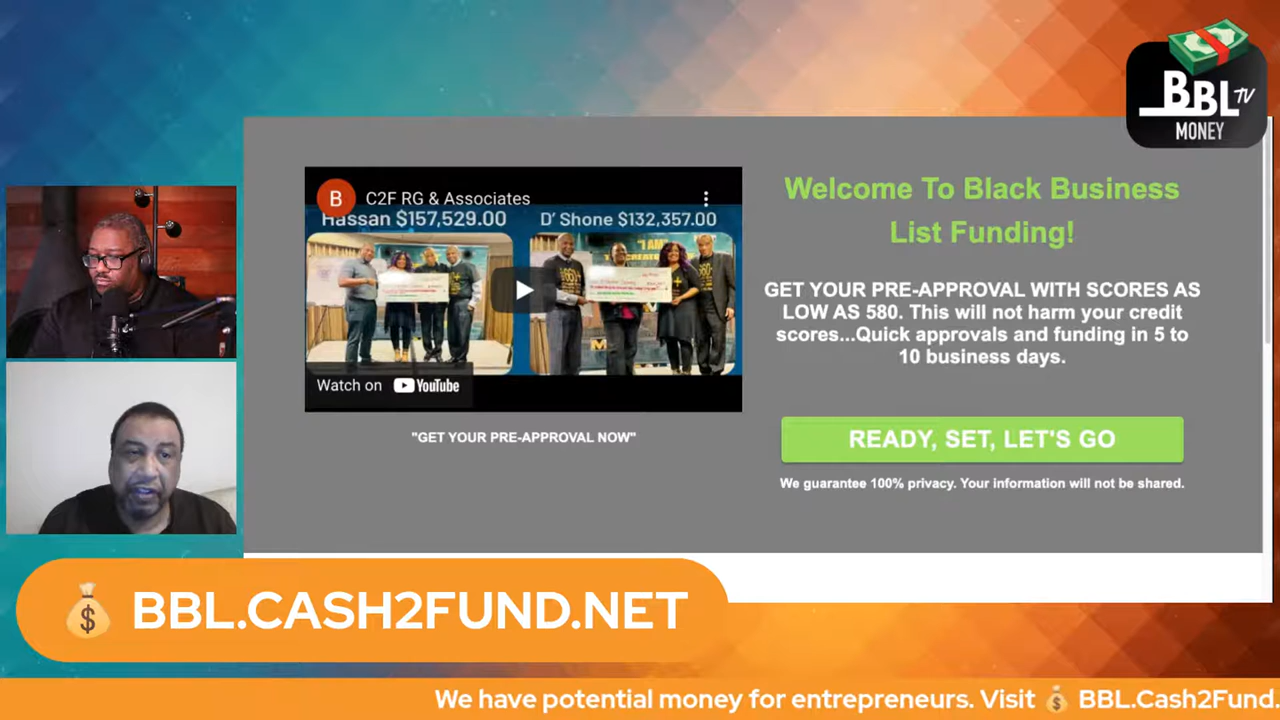 BBL TV
MONEY
B C2F RG & Associates
Hassan $157,529.00 D' Shone $132,357.00
Watch on YouTube
"GET YOUR PRE-APPROVAL NOW"
Welcome To Black Business
List Funding!
GET YOUR PRE-APPROVAL WITH SCORES AS
LOW AS 580. This will not harm your credit
scores...Quick approvals and funding in 5 to
10 business days.
READY, SET, LET'S GO
We guarantee 100% privacy. Your information will not be shared.
BBL.CASH2FUND.NET
We have potential money for entrepreneurs. Visit 💰 BBL.Cash2Fund.